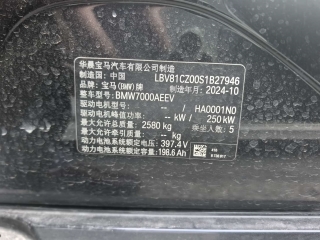 华晨宝马汽车有限公司制造
制造国：中国 LBV81CZ00S1B27946
品牌：宝马(BMW)牌 制造年月：2024-10
整车型号：BMW7000AEEV
驱动电机型号：-- / HA0001N0
驱动电机峰值功率：-- kW / 250 kW
最大允许总质量：2580 kg 乘坐人数：5
最大允许牵引质量：-- kg
动力电池系统额定电压：397.4V
动力电池系统额定容量：198.6Ah